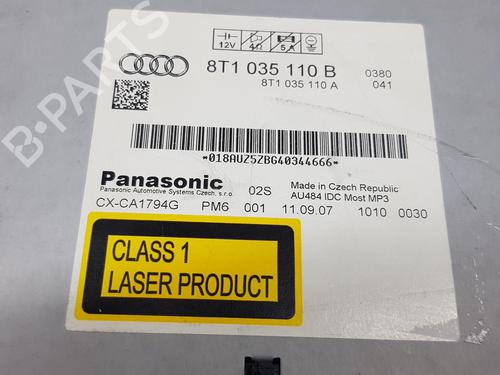 12V 4Ω 5A
8T1 035 110 B 0380
8T1 035 110 A 041
*018AUZ5ZBG40344666*
Panasonic 02S Made in Czech Republic
Panasonic Automotive Systems Czech, s.r.o. AU484 IDC Most MP3
CX-CA1794G PM6 001 11.09.07 1010 0030
CLASS 1
LASER PRODUCT
B-PARTS